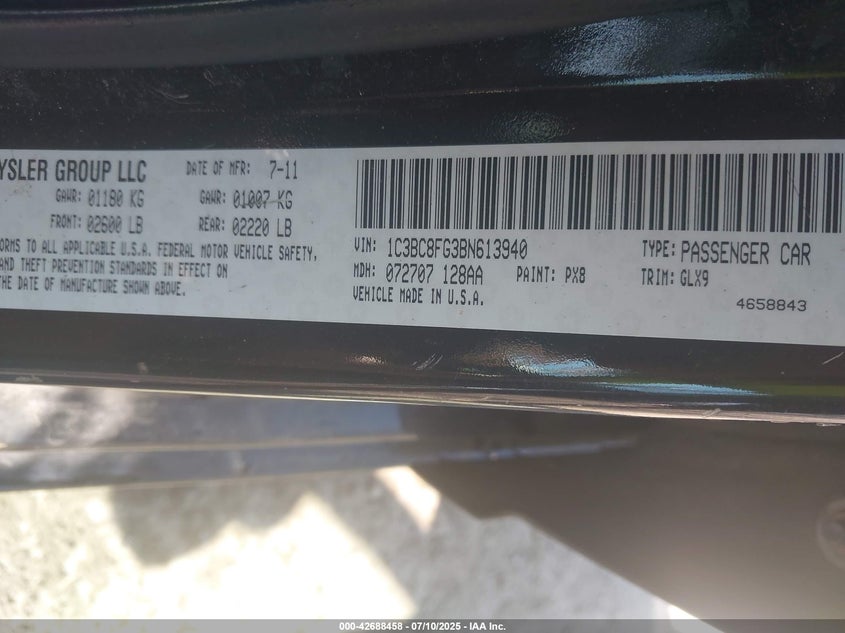 YSLER GROUP LLC DATE OF MFR: 7-11
GAWR: 01180 KG GAWR: 01007 KG
FRONT: 02600 LB REAR: 02220 LB
ORMS TO ALL APPLICABLE U.S.A. FEDERAL MOTOR VEHICLE SAFETY,
AND THEFT PREVENTION STANDARDS IN EFFECT ON
THE DATE OF MANUFACTURE SHOWN ABOVE.
VIN: 1C3BC8FG3BN613940 TYPE: PASSENGER CAR
MDH: 072707 128AA PAINT: PX8 TRIM: GLX9
VEHICLE MADE IN U.S.A.
4658843
000-42688458 - 07/10/2025 - IAA Inc.